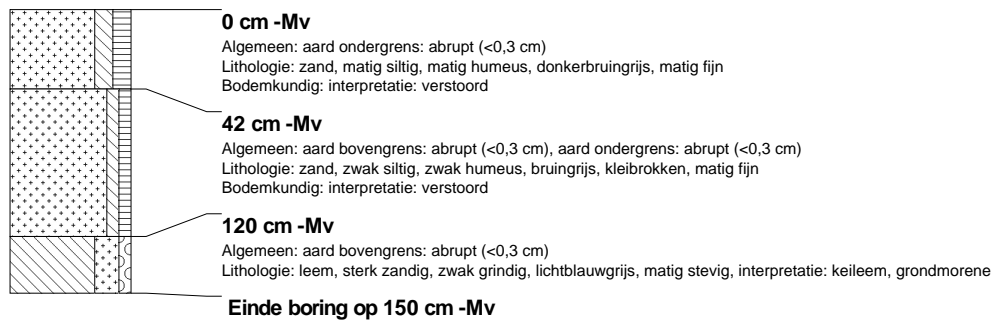 0 cm -Mv
Algemeen: aard ondergrens: abrupt (<0,3 cm)
Lithologie: zand, matig siltig, matig humeus, donkerbruingrijs, matig fijn
Bodemkundig: interpretatie: verstoord
42 cm -Mv
Algemeen: aard bovengrens: abrupt (<0,3 cm), aard ondergrens: abrupt (<0,3 cm)
Lithologie: zand, zwak siltig, zwak humeus, bruingrijs, kleibrokken, matig fijn
Bodemkundig: interpretatie: verstoord
120 cm -Mv
Algemeen: aard bovengrens: abrupt (<0,3 cm)
Lithologie: leem, sterk zandig, zwak grindig, lichtblauwgrijs, matig stevig, interpretatie: keileem, grondmorene
Einde boring op 150 cm -Mv